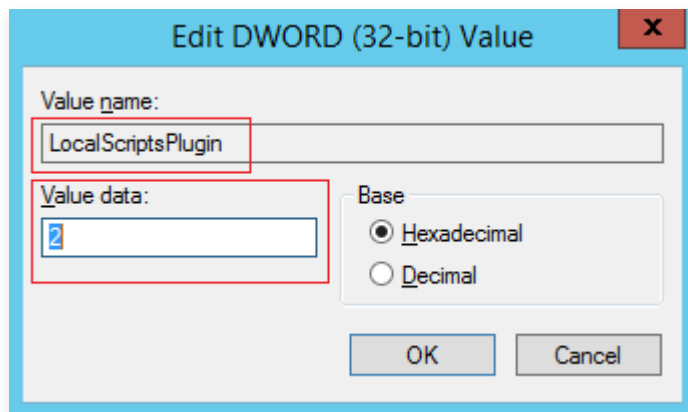 Edit DWORD (32-bit) Value
x
Value name:
LocalScriptsPlugin
Value data:
2
Base
Hexadecimal
Decimal
OK
Cancel